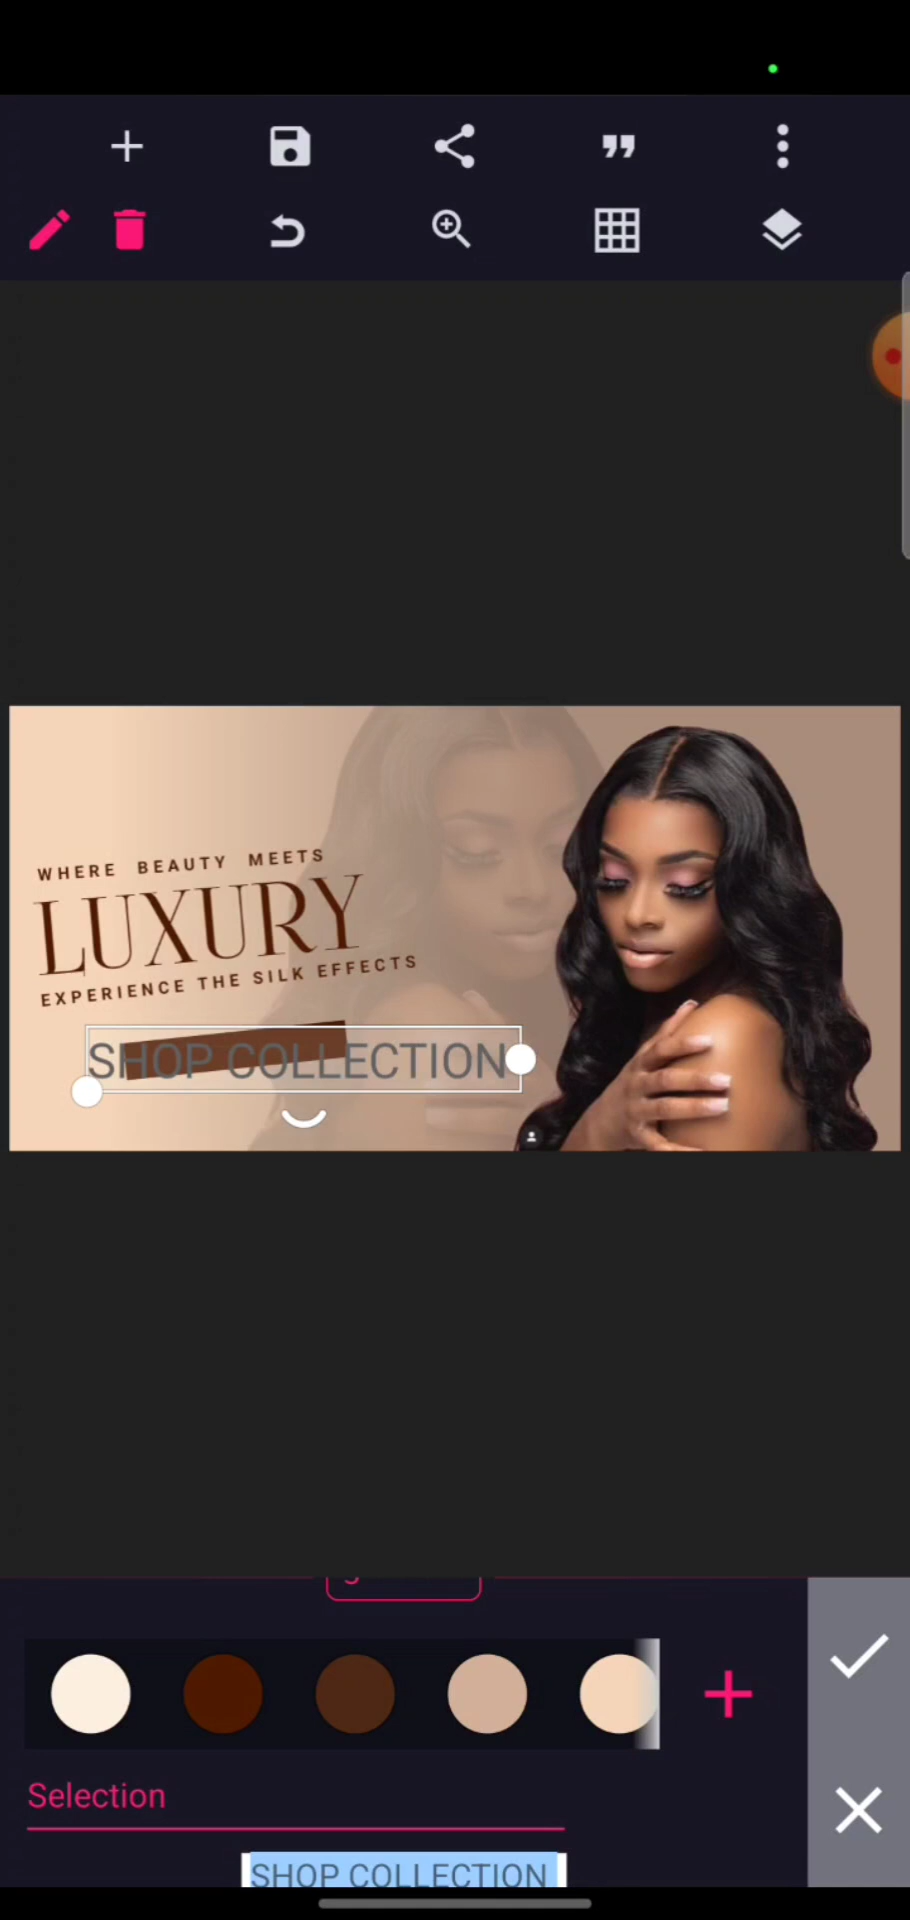 WHERE BEAUTY MEETS
LUXURY
EXPERIENCE THE SILK EFFECTS
SHOP COLLECTION
Selection
SHOP COLLECTION